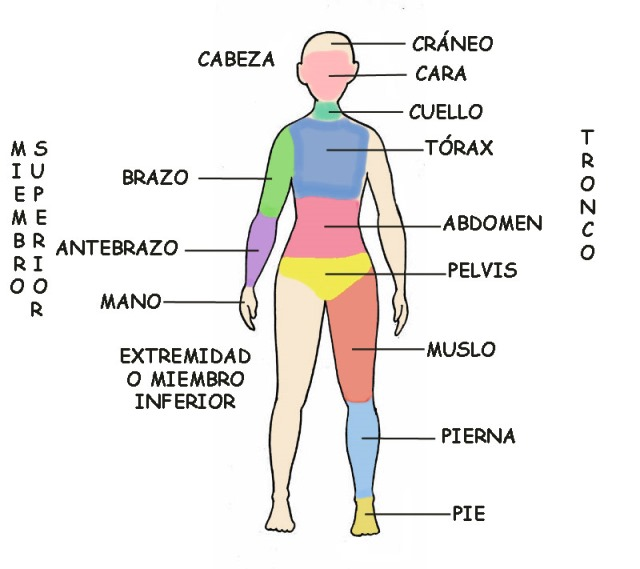 CABEZA
CRÁNEO
CARA
CUELLO
TÓRAX
BRAZO
ABDOMEN
ANTEBRAZO
PELVIS
MANO
MUSLO
EXTREMIDAD
O MIEMBRO
INFERIOR
PIERNA
PIE
MIEMBRO
SUPERIOR
TRONCO